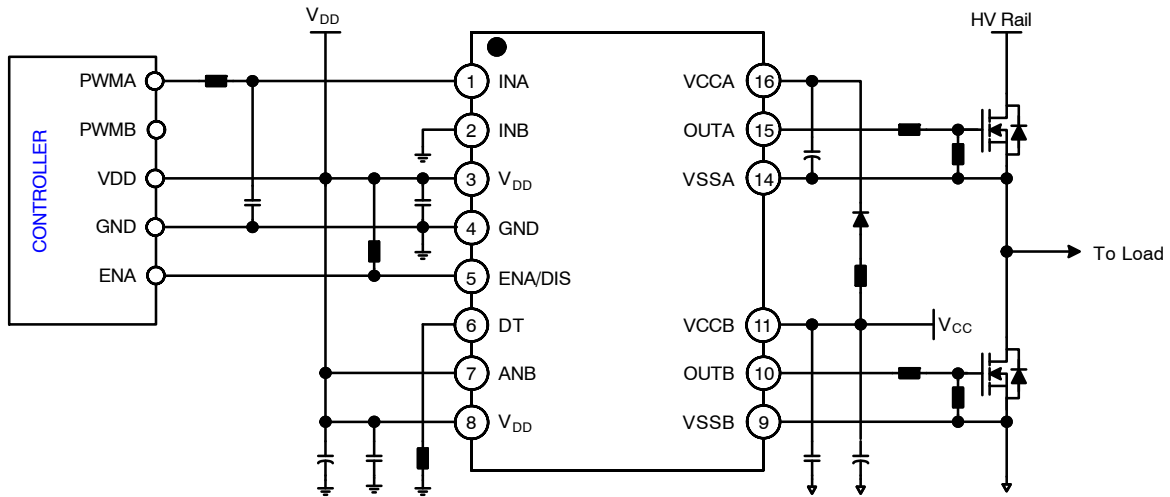 VDD
HV Rail
CONTROLLER
PWMA
PWMB
VDD
GND
ENA
1 INA
2 INB
3 VDD
4 GND
5 ENA/DIS
6 DT
7 ANB
8 VDD
VCCA 16
OUTA 15
VSSA 14
VCCB 11
OUTB 10
VSSB 9
VCC
To Load